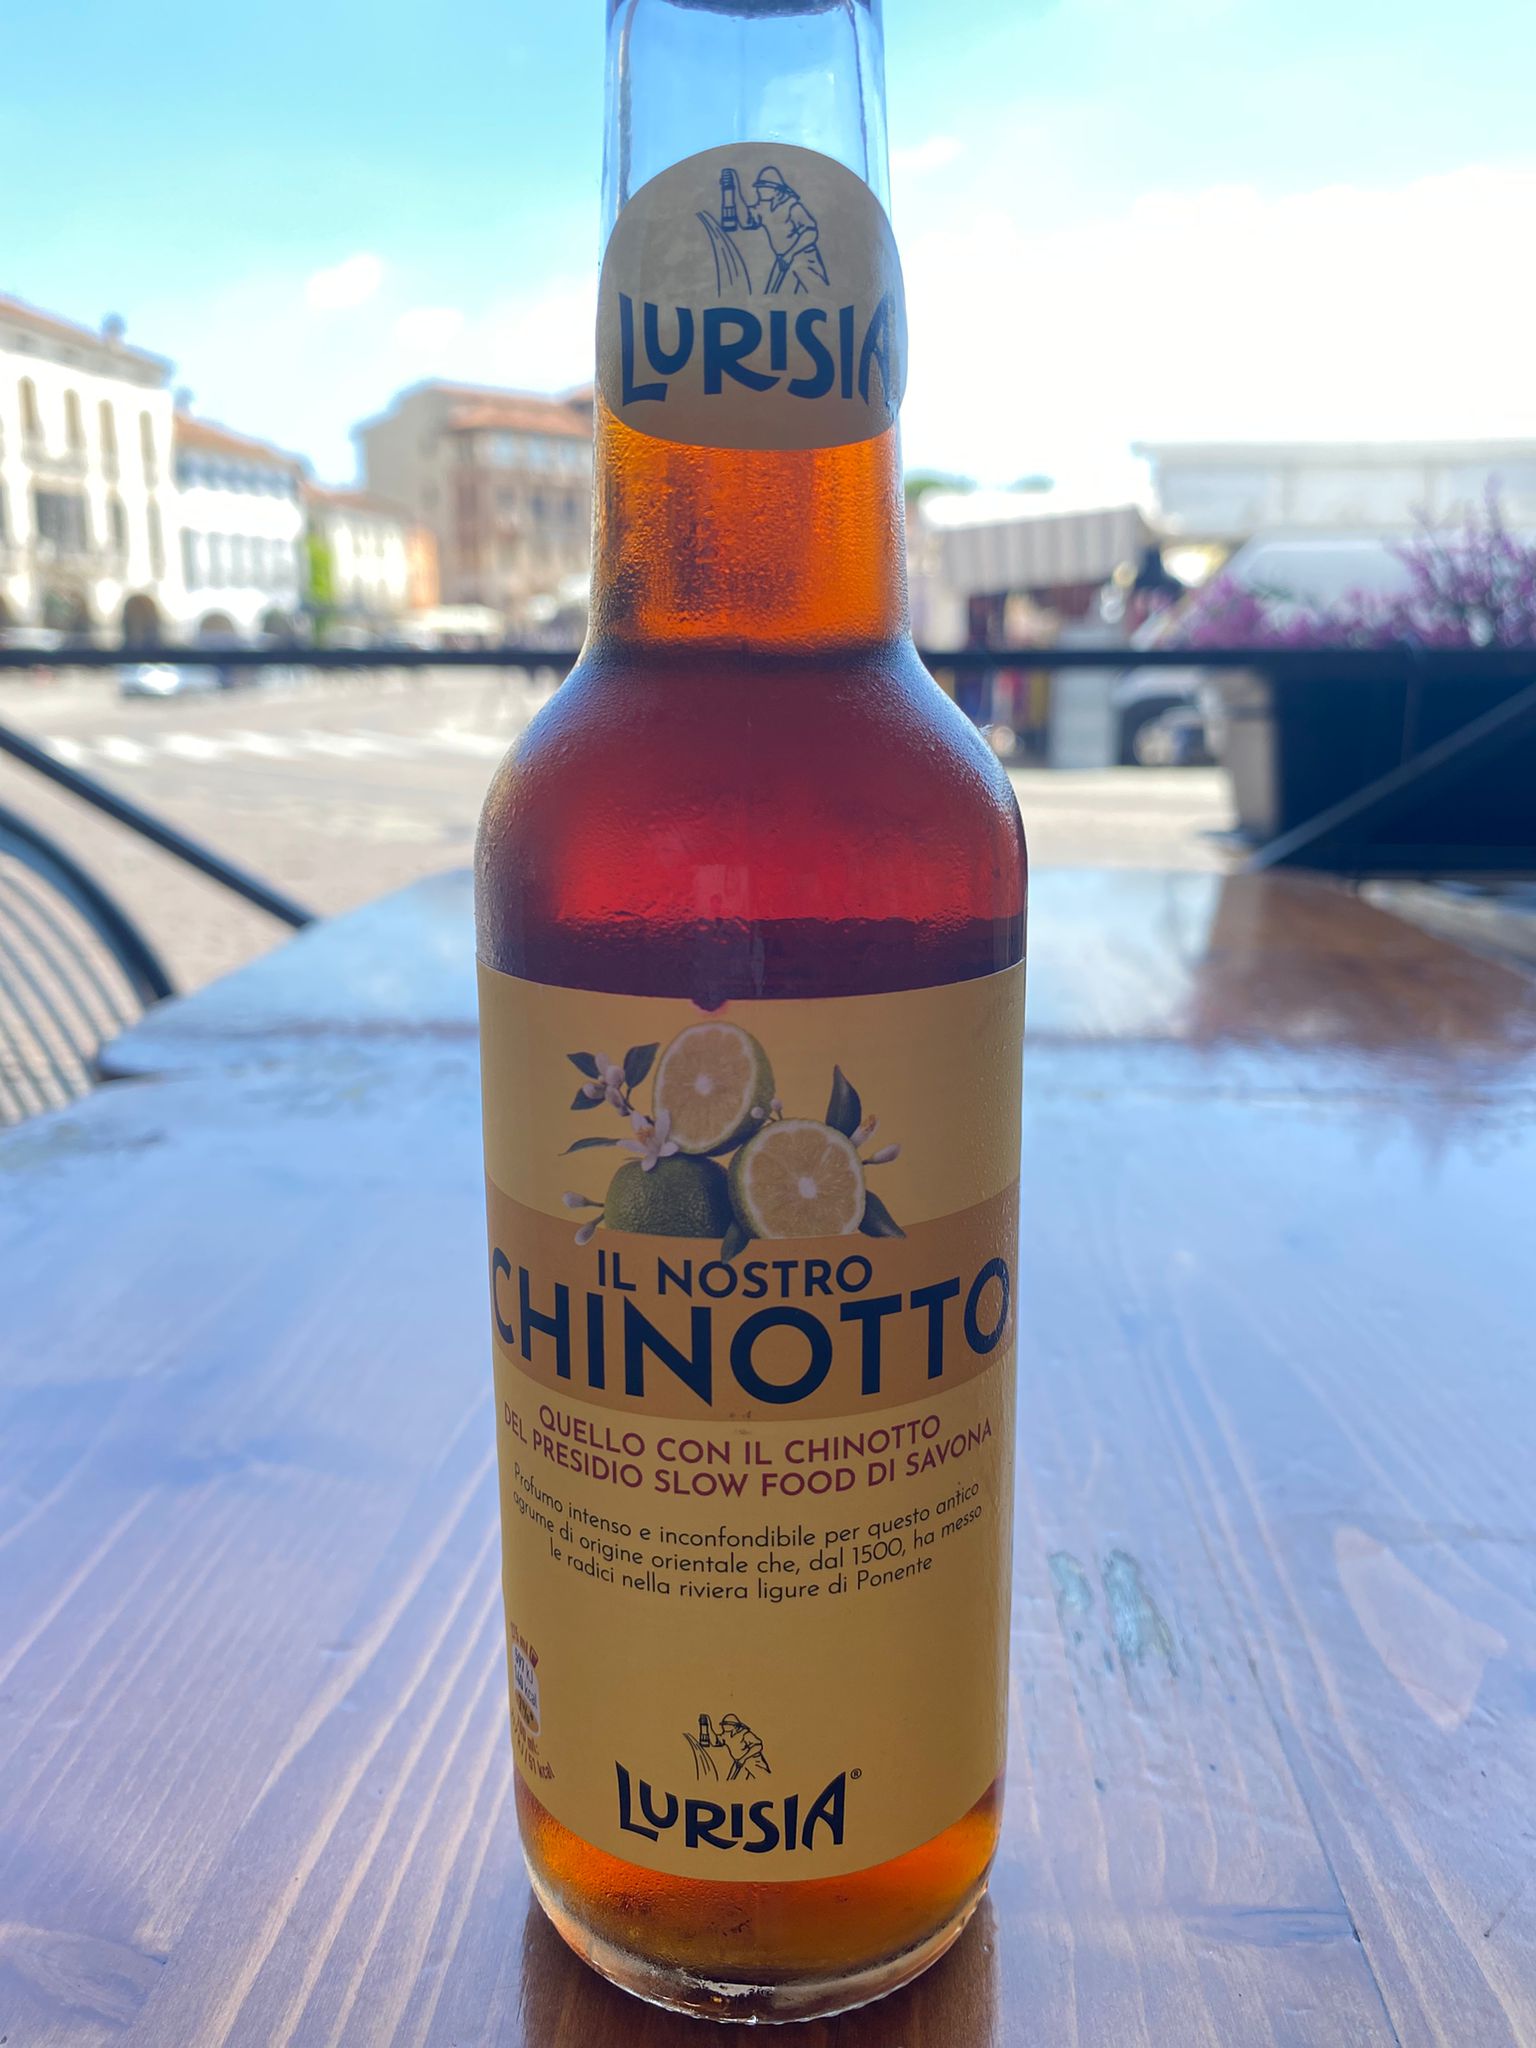 LURISIA
IL NOSTRO
CHINOTTO
QUELLO CON IL CHINOTTO
DEL PRESIDIO SLOW FOOD DI SAVONA
Profumo intenso e inconfondibile per questo antico
agrume di origine orientale che, dal 1500, ha messo
le radici nella riviera ligure di Ponente
kcal
LURISIA®